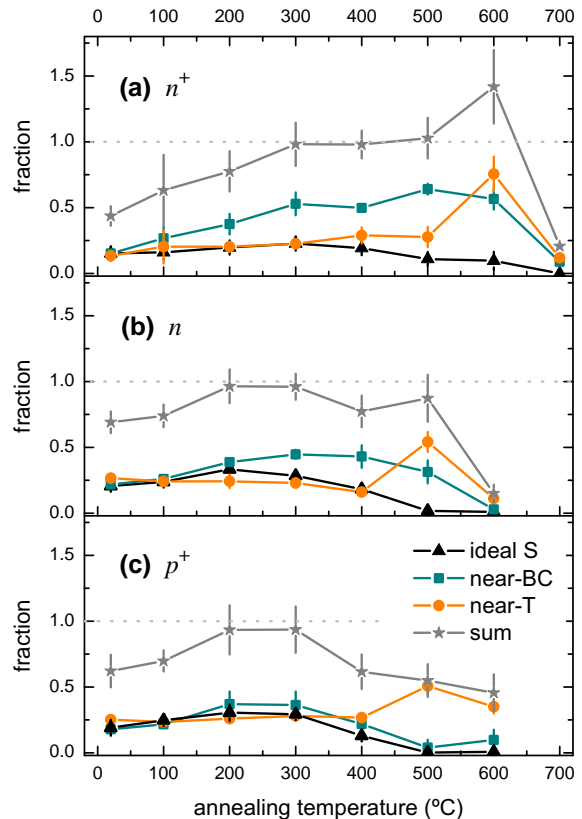 0 100 200 300 400 500 600 700
(a) n⁺
fraction
1.5
1.0
0.5
0.0
(b) n
fraction
1.5
1.0
0.5
0.0
(c) p⁺
fraction
1.5
1.0
0.5
0.0
ideal S
near-BC
near-T
sum
0 100 200 300 400 500 600 700
annealing temperature (ºC)